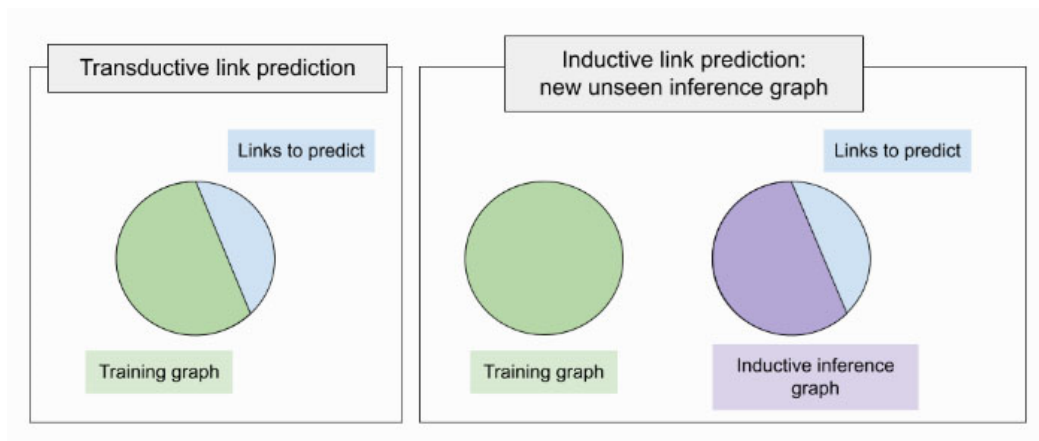 Transductive link prediction
Links to predict
Training graph
Inductive link prediction:
new unseen inference graph
Links to predict
Training graph
Inductive inference
graph